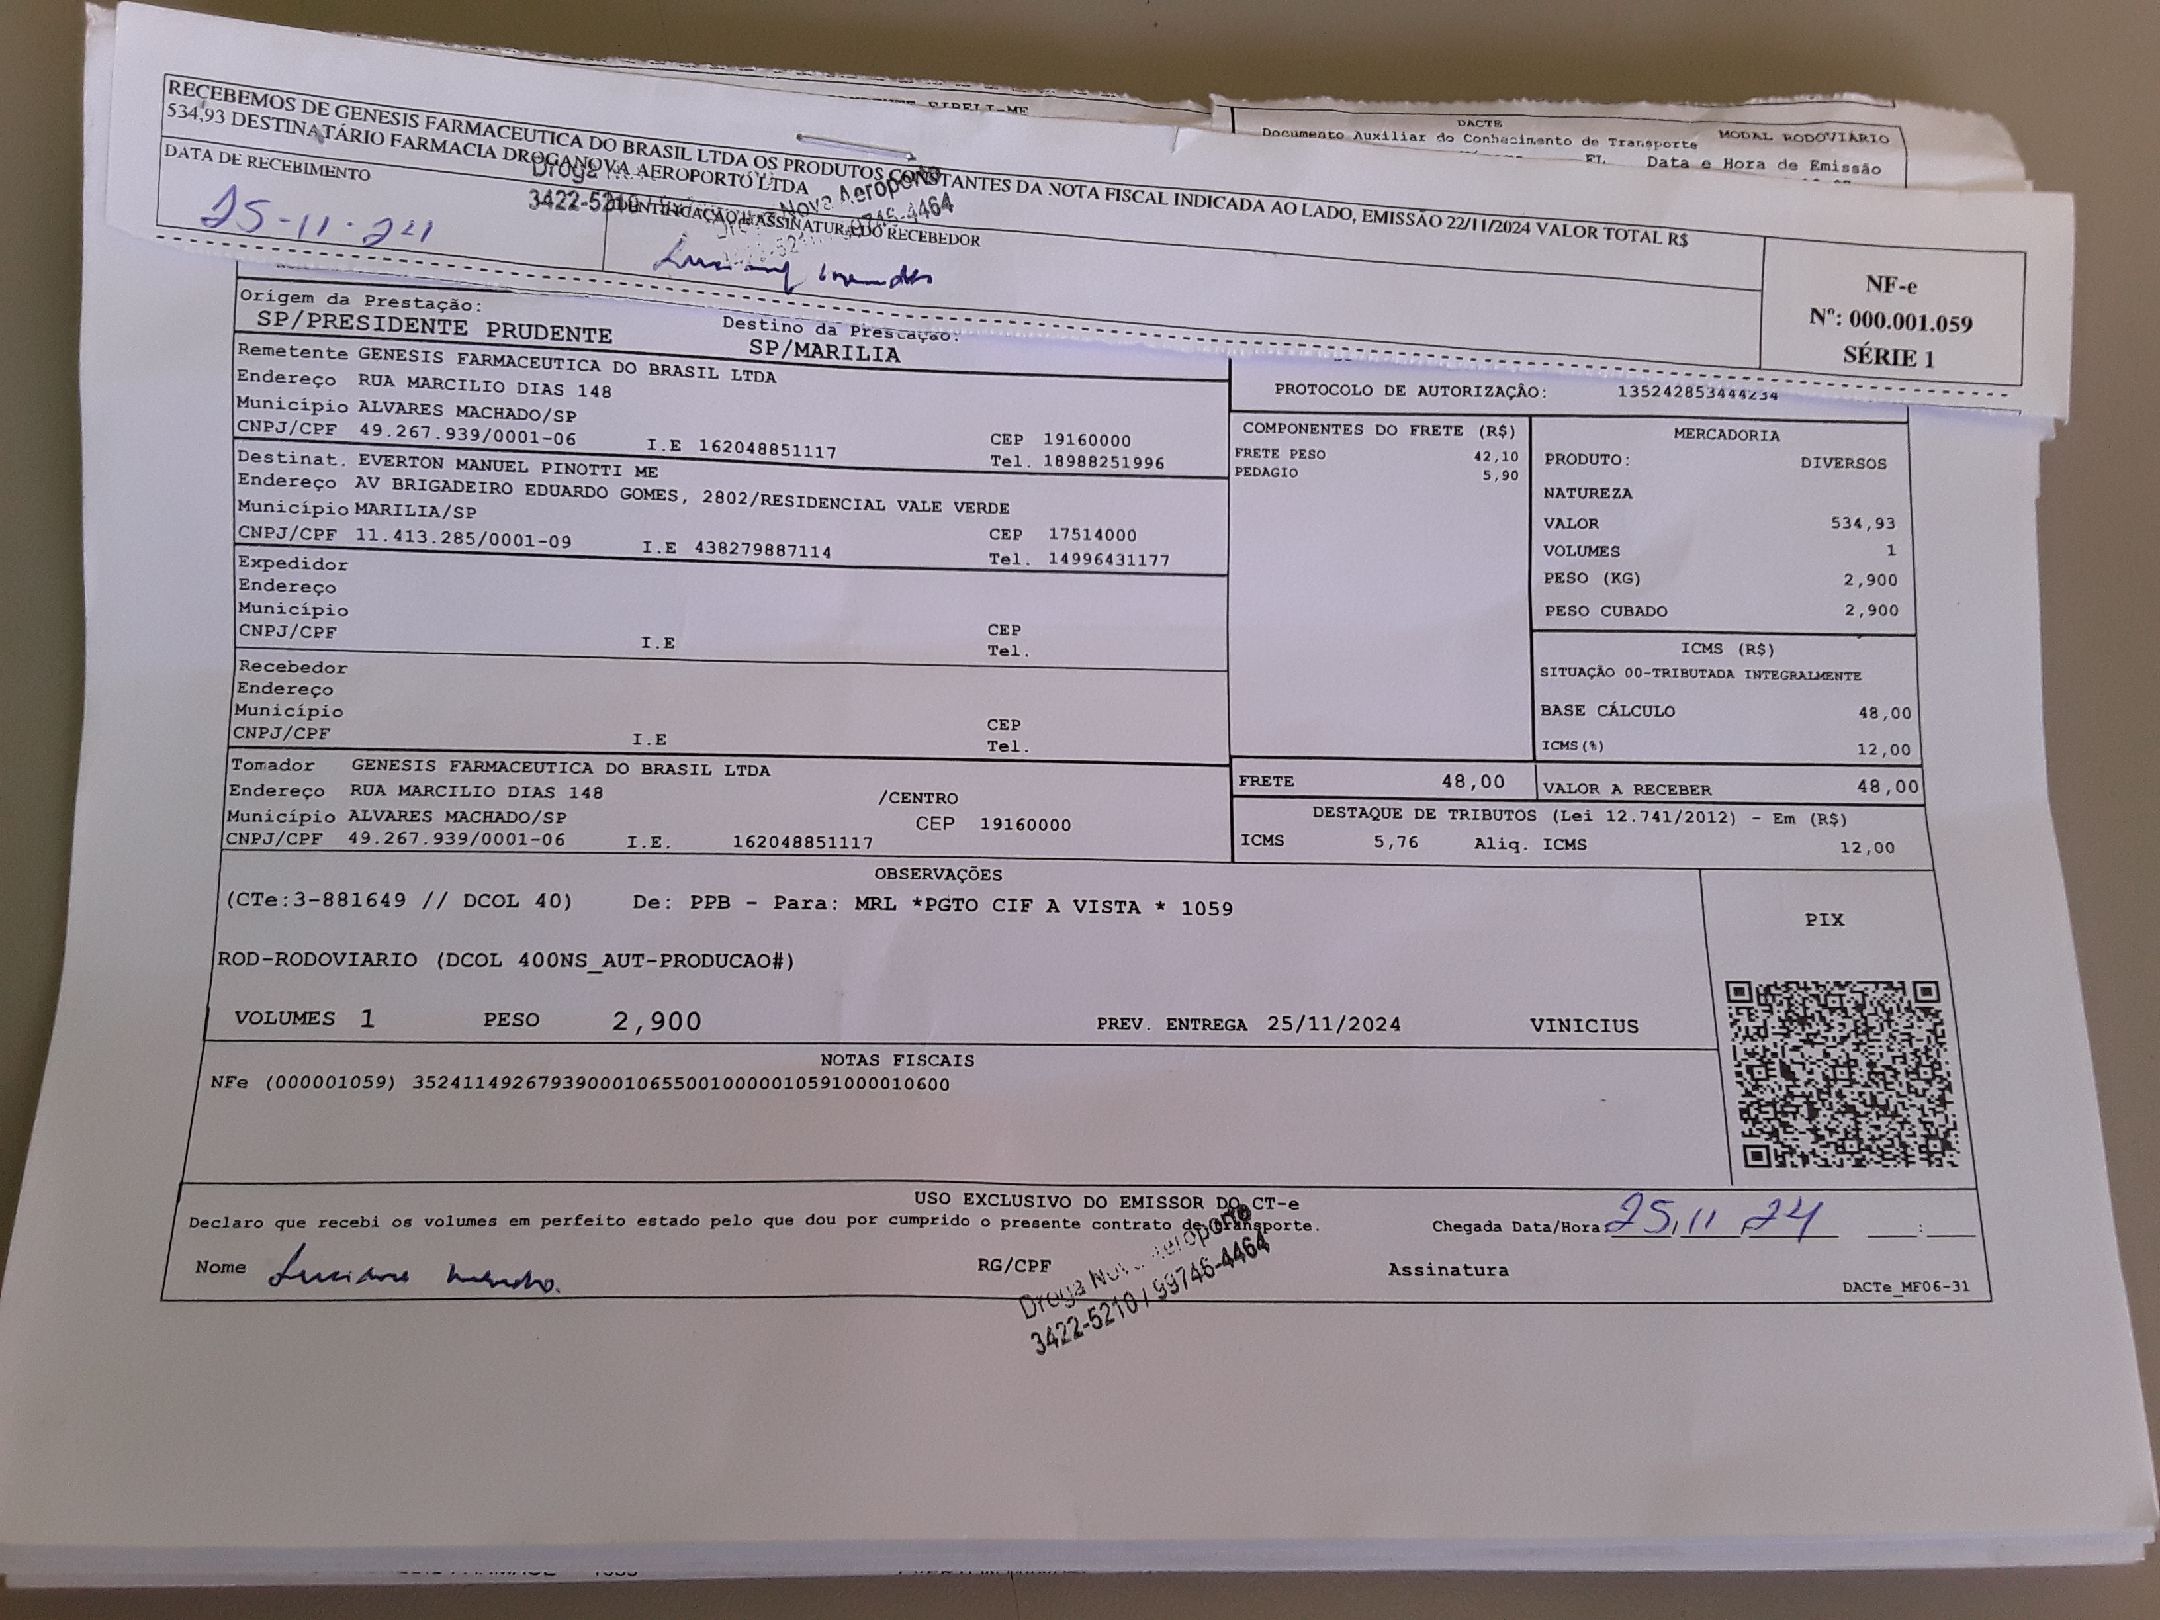 RECEBEMOS DE GENESIS FARMACEUTICA DO BRASIL LTDA OS PRODUTOS CONSTANTES DA NOTA FISCAL INDICADA AO LADO, EMISSÃO 22/11/2024 VALOR TOTAL R$
534,93 DESTINATÁRIO FARMACIA DROGANOVA AEROPORTO LTDA
DATA DE RECEBIMENTO
25-11-24
IDENTIFICAÇÃO E ASSINATURA DO RECEBEDOR
Droga Nova Aeroporto
3422-5210 / 99746-4464
NF-e
Nº: 000.001.059
SÉRIE 1
DACTE
Documento Auxiliar do Conhecimento de Transporte
MODAL RODOVIÁRIO
Data e Hora de Emissão
Origem da Prestação:
SP/PRESIDENTE PRUDENTE
Destino da Prestação:
SP/MARILIA
Remetente GENESIS FARMACEUTICA DO BRASIL LTDA
Endereço RUA MARCILIO DIAS 148
Município ALVARES MACHADO/SP
CEP 19160000
CNPJ/CPF 49.267.939/0001-06 I.E 162048851117
Tel. 18988251996
Destinat. EVERTON MANUEL PINOTTI ME
Endereço AV BRIGADEIRO EDUARDO GOMES, 2802/RESIDENCIAL VALE VERDE
Município MARILIA/SP
CEP 17514000
CNPJ/CPF 11.413.285/0001-09 I.E 438279887114
Tel. 14996431177
Expedidor
Endereço
Município
CEP
CNPJ/CPF I.E
Tel.
Recebedor
Endereço
Município
CEP
CNPJ/CPF I.E
Tel.
Tomador GENESIS FARMACEUTICA DO BRASIL LTDA
Endereço RUA MARCILIO DIAS 148 /CENTRO
Município ALVARES MACHADO/SP CEP 19160000
CNPJ/CPF 49.267.939/0001-06 I.E. 162048851117
PROTOCOLO DE AUTORIZAÇÃO: 135242853444234
COMPONENTES DO FRETE (R$)
FRETE PESO 42,10
PEDAGIO 5,90
MERCADORIA
PRODUTO: DIVERSOS
NATUREZA
VALOR 534,93
VOLUMES 1
PESO (KG) 2,900
PESO CUBADO 2,900
ICMS (R$)
SITUAÇÃO 00-TRIBUTADA INTEGRALMENTE
BASE CÁLCULO 48,00
ICMS(%) 12,00
FRETE 48,00
VALOR A RECEBER 48,00
DESTAQUE DE TRIBUTOS (Lei 12.741/2012) - Em (R$)
ICMS 5,76 Aliq. ICMS 12,00
OBSERVAÇÕES
(CTe:3-881649 // DCOL 40) De: PPB - Para: MRL *PGTO CIF A VISTA * 1059
ROD-RODOVIARIO (DCOL 400NS_AUT-PRODUCAO#)
VOLUMES 1 PESO 2,900 PREV. ENTREGA 25/11/2024 VINICIUS
PIX
NOTAS FISCAIS
NFe (000001059) 35241149267939000106550010000010591000010600
USO EXCLUSIVO DO EMISSOR DO CT-e
Declaro que recebi os volumes em perfeito estado pelo que dou por cumprido o presente contrato de transporte.
Chegada Data/Hora: 25,11,24 :
Nome Luciane
RG/CPF
Assinatura
Droga Nova Aeroporto
3422-5210 / 99746-4464
DACTe_MF06-31